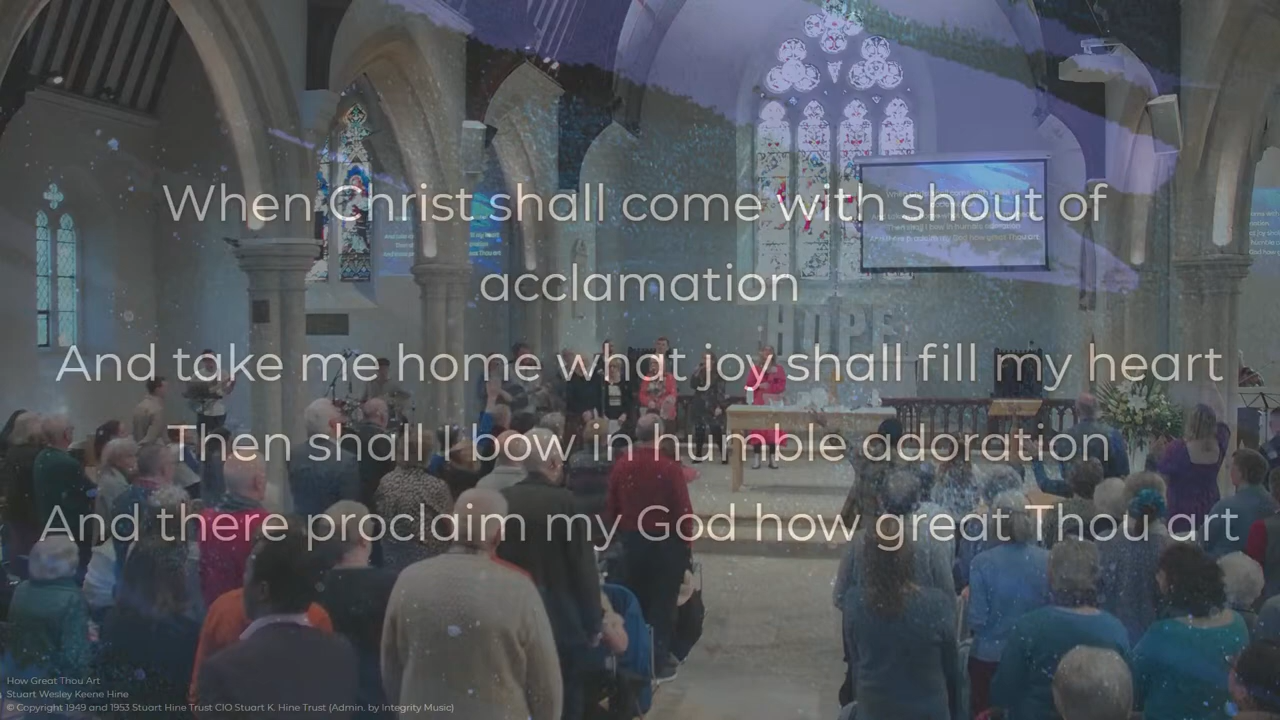 When Christ shall come with shout of
acclamation
And take me home what joy shall fill my heart
Then shall I bow in humble adoration
And there proclaim my God how great Thou art
HOPE
How Great Thou Art
Stuart Wesley Keene Hine
© Copyright 1949 and 1953 Stuart Hine Trust CIO Stuart K. Hine Trust (Admin. by Integrity Music)